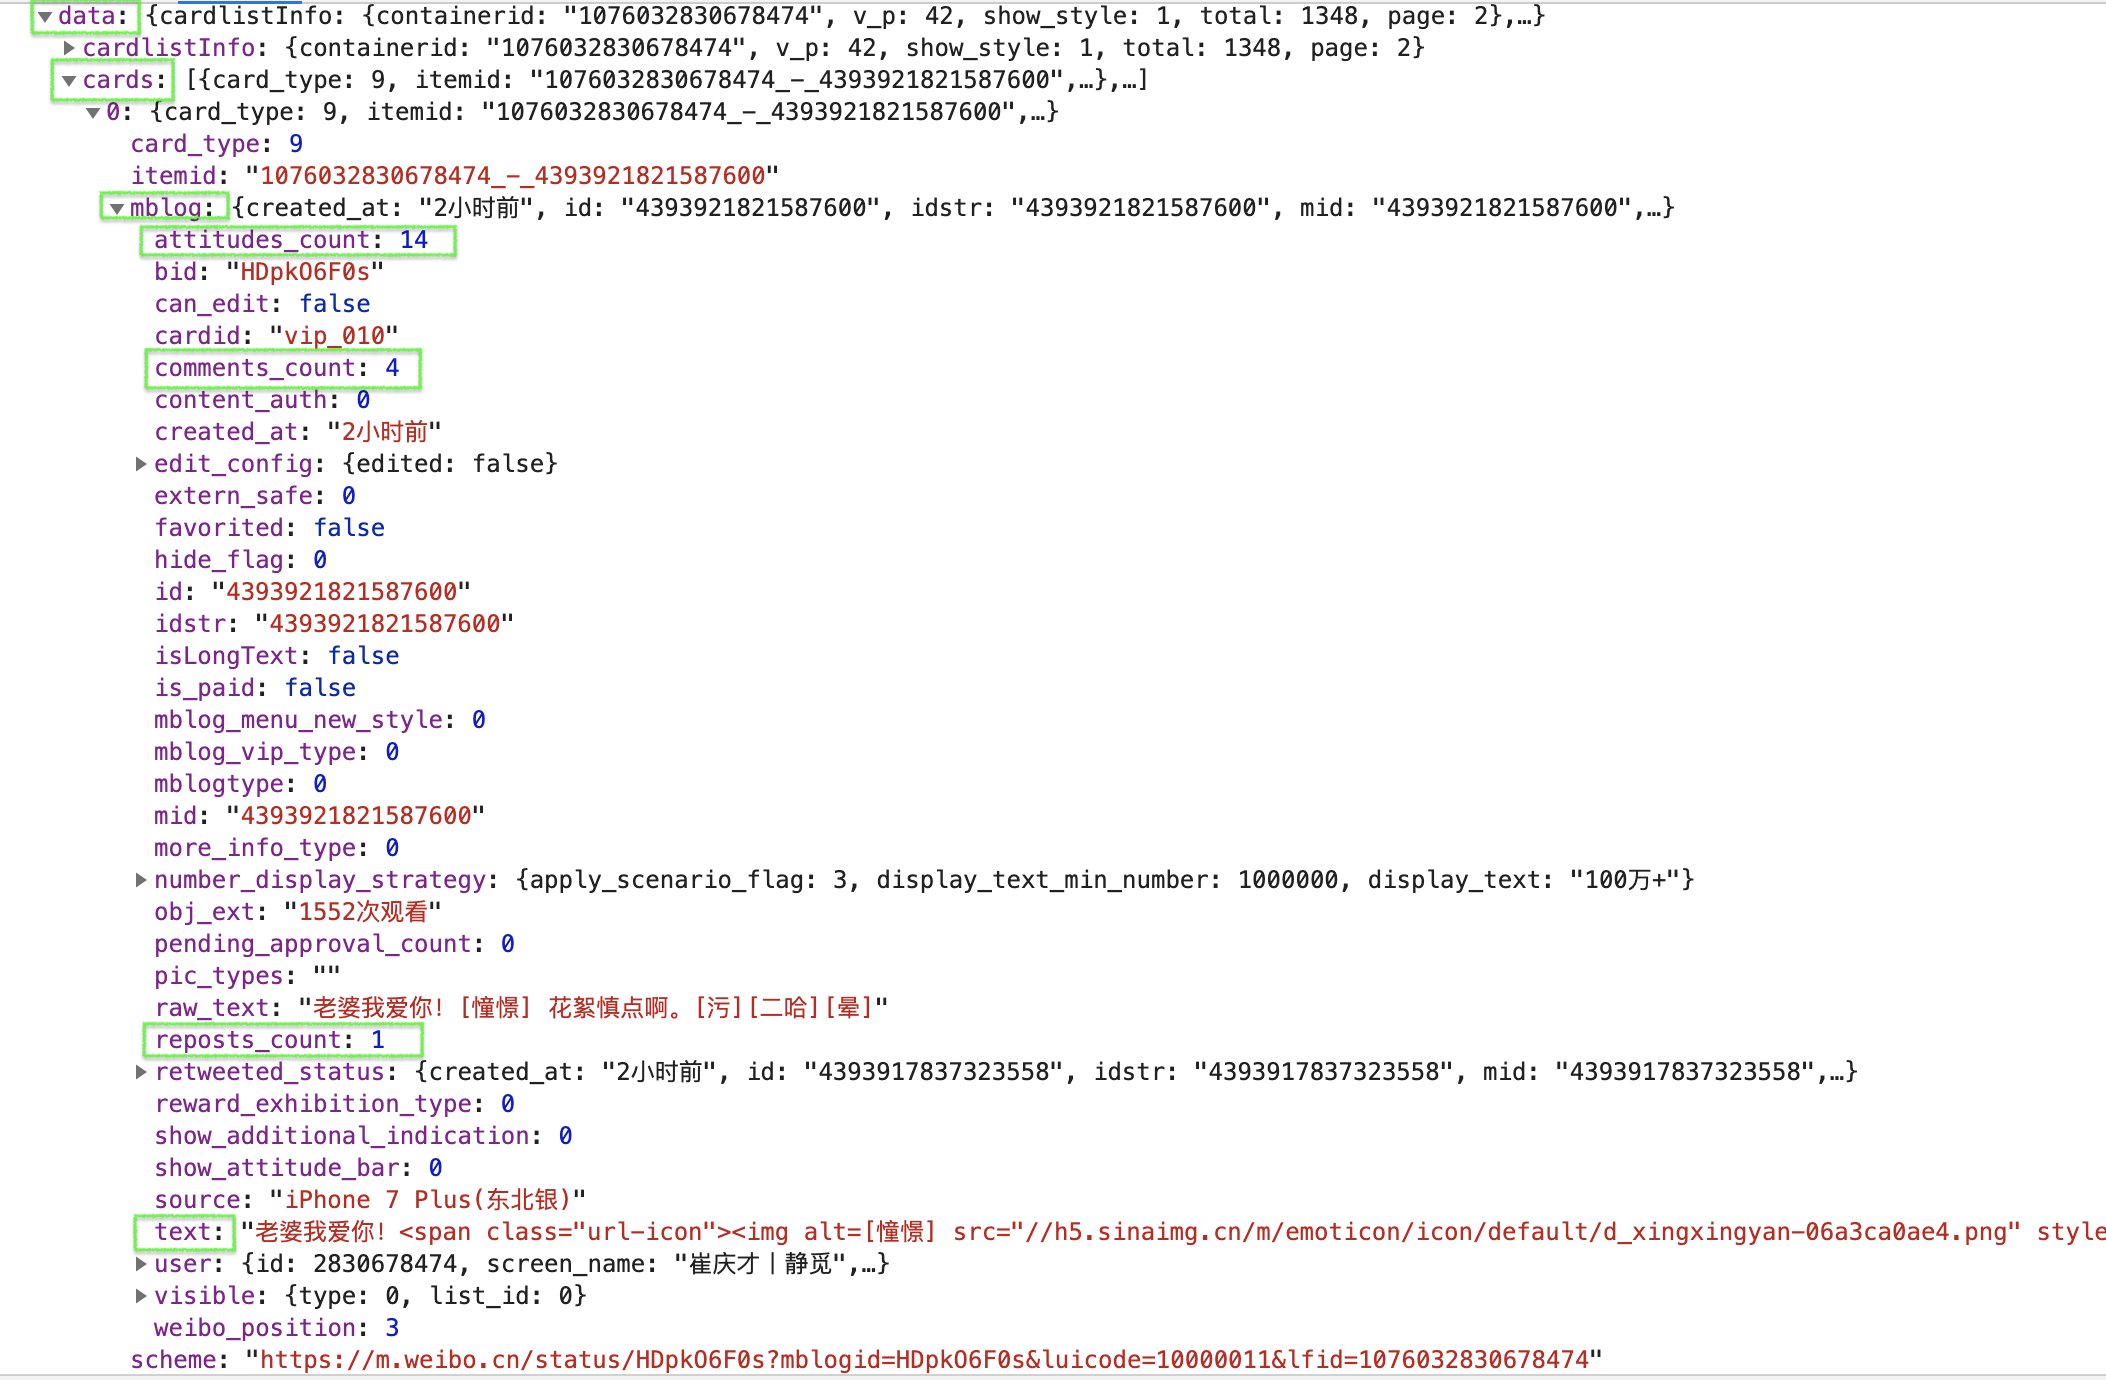 data: {cardlistInfo: {containerid: "1076032830678474", v_p: 42, show_style: 1, total: 1348, page: 2},…}
cardlistInfo: {containerid: "1076032830678474", v_p: 42, show_style: 1, total: 1348, page: 2}
cards: [{card_type: 9, itemid: "1076032830678474_-_4393921821587600",…},…]
0: {card_type: 9, itemid: "1076032830678474_-_4393921821587600",…}
card_type: 9
itemid: "1076032830678474_-_4393921821587600"
mblog: {created_at: "2小时前", id: "4393921821587600", idstr: "4393921821587600", mid: "4393921821587600",…}
attitudes_count: 14
bid: "HDpkO6F0s"
can_edit: false
cardid: "vip_010"
comments_count: 4
content_auth: 0
created_at: "2小时前"
edit_config: {edited: false}
extern_safe: 0
favorited: false
hide_flag: 0
id: "4393921821587600"
idstr: "4393921821587600"
isLongText: false
is_paid: false
mblog_menu_new_style: 0
mblog_vip_type: 0
mblogtype: 0
mid: "4393921821587600"
more_info_type: 0
number_display_strategy: {apply_scenario_flag: 3, display_text_min_number: 1000000, display_text: "100万+"}
obj_ext: "1552次观看"
pending_approval_count: 0
pic_types: ""
raw_text: "老婆我爱你！[憧憬] 花絮慎点啊。[污][二哈][晕]"
reposts_count: 1
retweeted_status: {created_at: "2小时前", id: "4393917837323558", idstr: "4393917837323558", mid: "4393917837323558",…}
reward_exhibition_type: 0
show_additional_indication: 0
show_attitude_bar: 0
source: "iPhone 7 Plus(东北银)"
text: "老婆我爱你！<span class="url-icon"><img alt=[憧憬] src="//h5.sinaimg.cn/m/emoticon/icon/default/d_xingxingyan-06a3ca0ae4.png" style
user: {id: 2830678474, screen_name: "崔庆才丨静觅",…}
visible: {type: 0, list_id: 0}
weibo_position: 3
scheme: "https://m.weibo.cn/status/HDpkO6F0s?mblogid=HDpkO6F0s&luicode=10000011&lfid=1076032830678474"